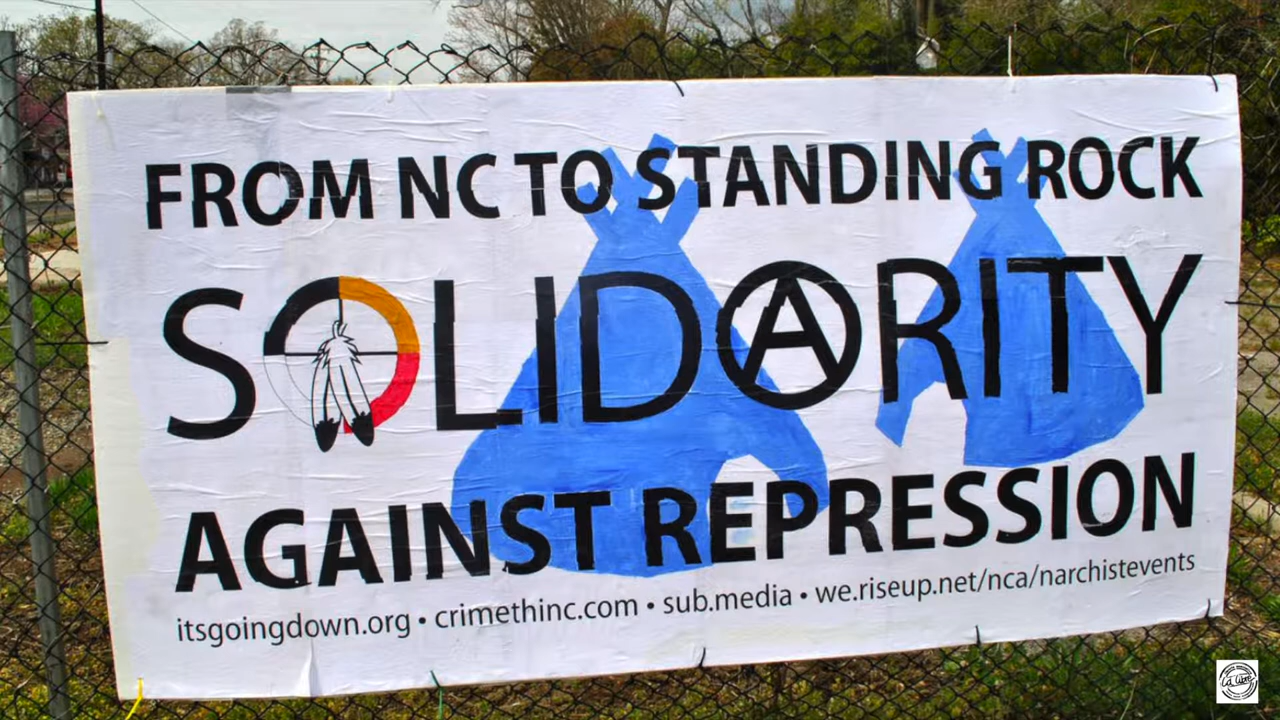 FROM NC TO STANDING ROCK
SOLIDARITY
AGAINST REPRESSION
itsgoingdown.org • crimethinc.com • sub.media • we.riseup.net/nca/narchistevents